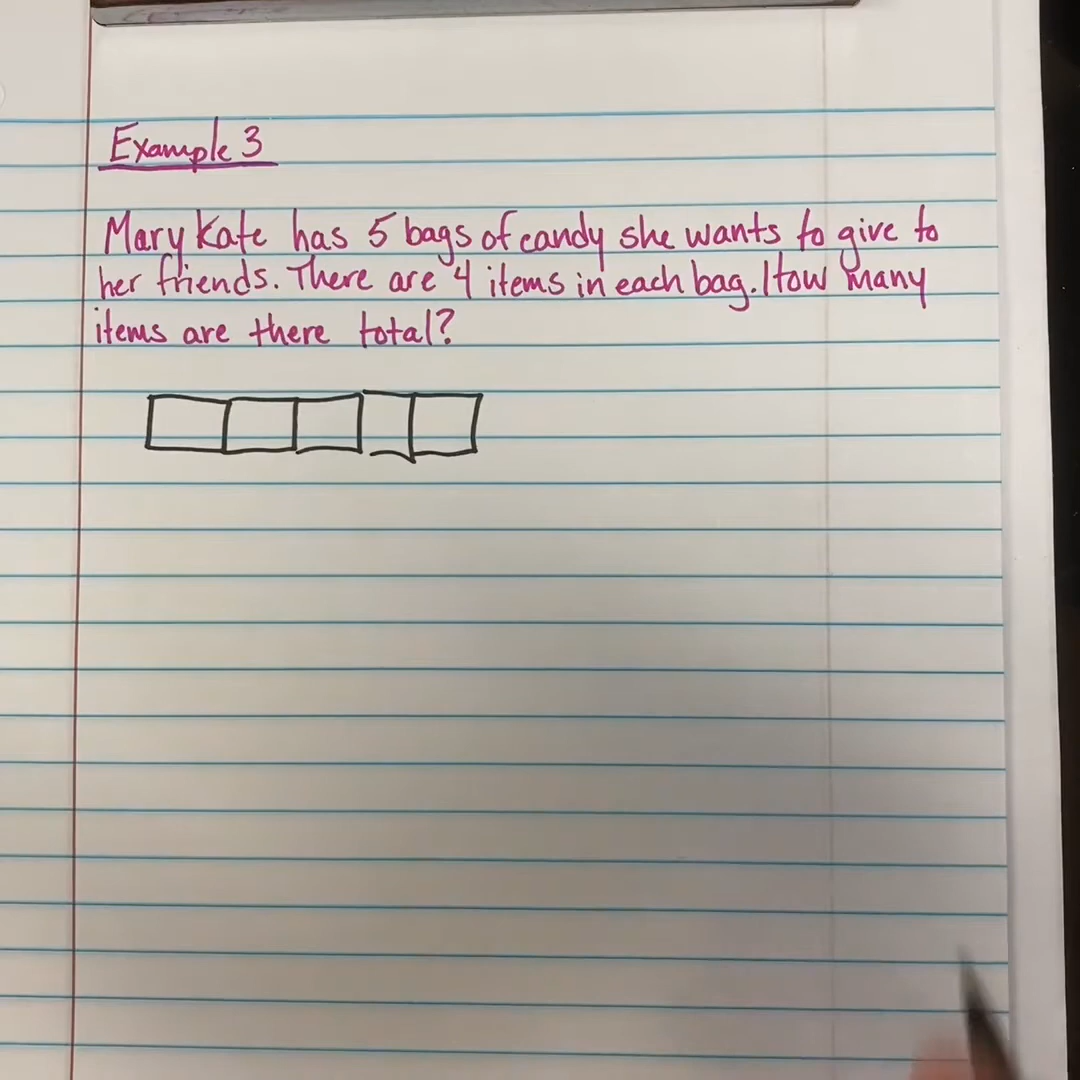 Example 3
Mary Kate has 5 bags of candy she wants to give to
her friends. There are 4 items in each bag. How many
items are there total?